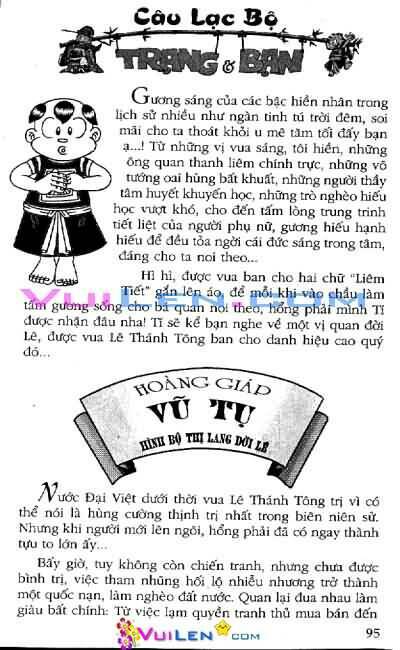 Câu Lạc Bộ
TRẠNG & BẠN
Gương sáng của các bậc hiền nhân trong
lịch sử nhiều như ngàn tinh tú trời đêm, soi
mãi cho ta thoát khỏi u mê tăm tối đấy bạn
ạ...! Từ những vị vua sáng, tôi hiền, những
ông quan thanh liêm chính trực, những võ
tướng oai hùng bất khuất, những người thầy
tâm huyết khuyến học, những trò nghèo hiếu
học vượt khó, cho đến tấm lòng trung trinh
tiết liệt của người phụ nữ, gương hiếu hạnh
hiếu để đều tỏa ngời cái đức sáng trong tâm,
đáng cho ta noi theo...
Hì hì, được vua ban cho hai chữ "Liêm
Tiết" gắn lên áo, để mỗi khi vào chầu làm
tấm gương sống cho bá quan noi theo, hổng phải mình Tí
được nhận đâu nha! Tí sẽ kể bạn nghe về một vị quan đời
Lê, được vua Lê Thánh Tông ban cho danh hiệu cao quý
đó...
VUILEN.COM
HOÀNG GIÁP
VŨ TỤ
HÌNH BỘ THỊ LANG ĐỜI LÊ
Nước Đại Việt dưới thời vua Lê Thánh Tông trị vì có
thể nói là hùng cường thịnh trị nhất trong biên niên sử.
Nhưng khi người mới lên ngôi, hổng phải đã có ngay thành
tựu to lớn ấy...
Bấy giờ, tuy không còn chiến tranh, nhưng chưa được
bình trị, việc tham nhũng hối lộ nhiễu nhương trở thành
một quốc nạn, làm nghèo đất nước. Quan lại đua nhau làm
giàu bất chính: Từ việc lạm quyền tranh thủ mua bán đến
95
VUILEN.COM